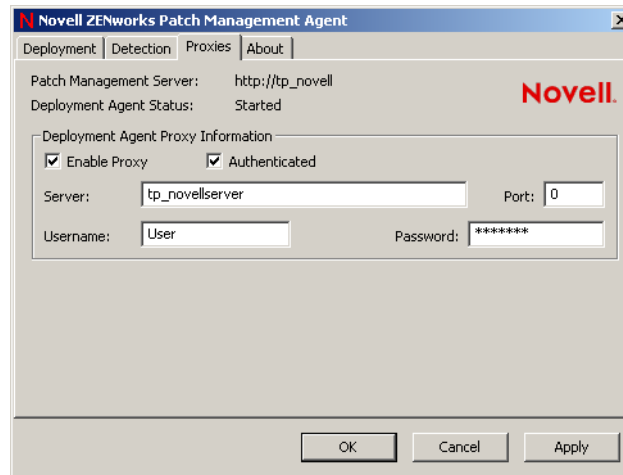 N Novell ZENworks Patch Management Agent
Deployment Detection Proxies About
Patch Management Server: http://tp_novell
Deployment Agent Status: Started
Novell.
Deployment Agent Proxy Information
Enable Proxy Authenticated
Server: tp_novellserver Port: 0
Username: User Password: *******
OK Cancel Apply